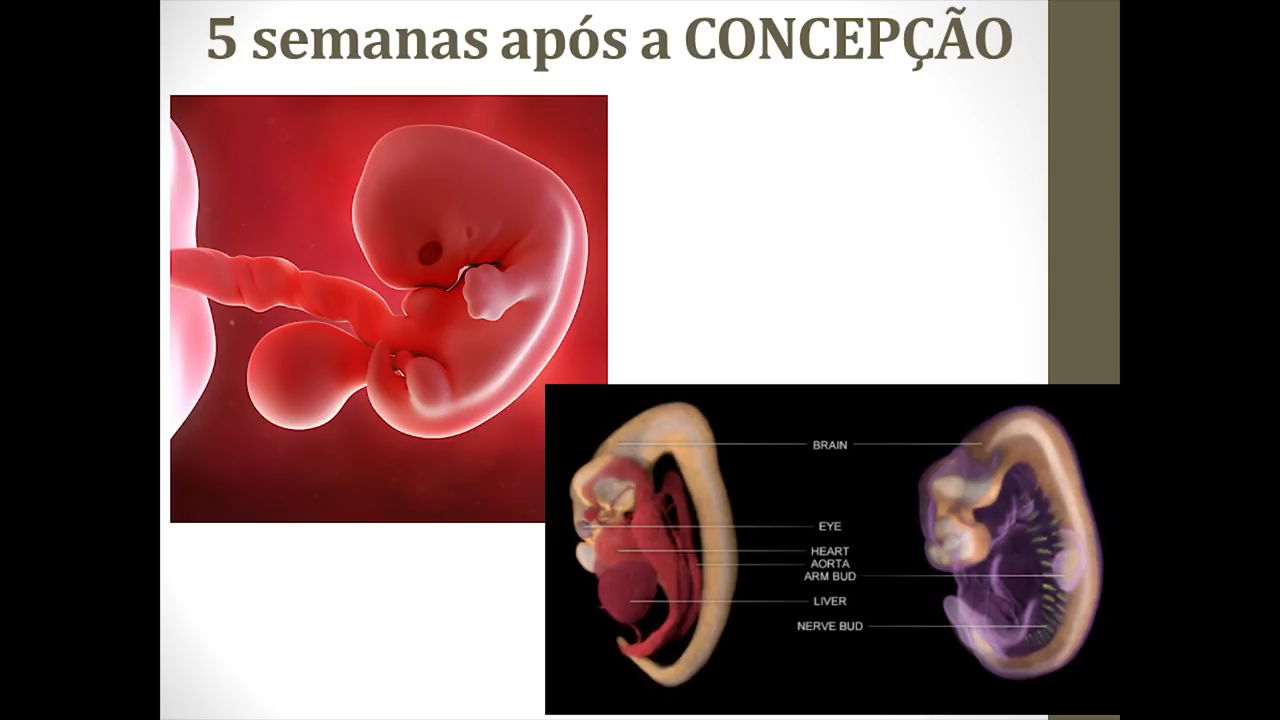 5 semanas após a CONCEPÇÃO
BRAIN
EYE
HEART
AORTA
ARM BUD
LIVER
NERVE BUD